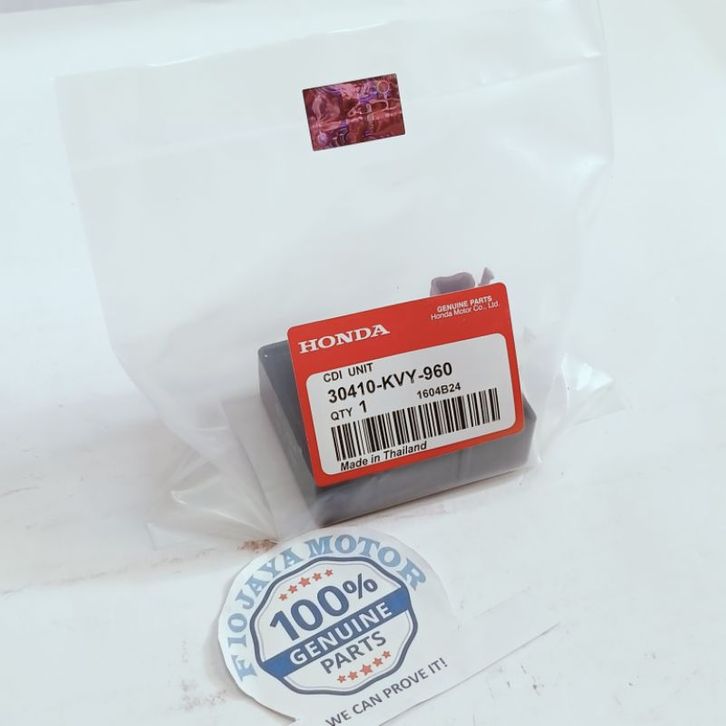 GENUINE PARTS
Honda Motor Co., Ltd.
HONDA
CDI UNIT
30410-KVY-960
QTY 1 1604B24
Made in Thailand
F10JAYA MOTOR
100%
GENUINE
PARTS
WE CAN PROVE IT!